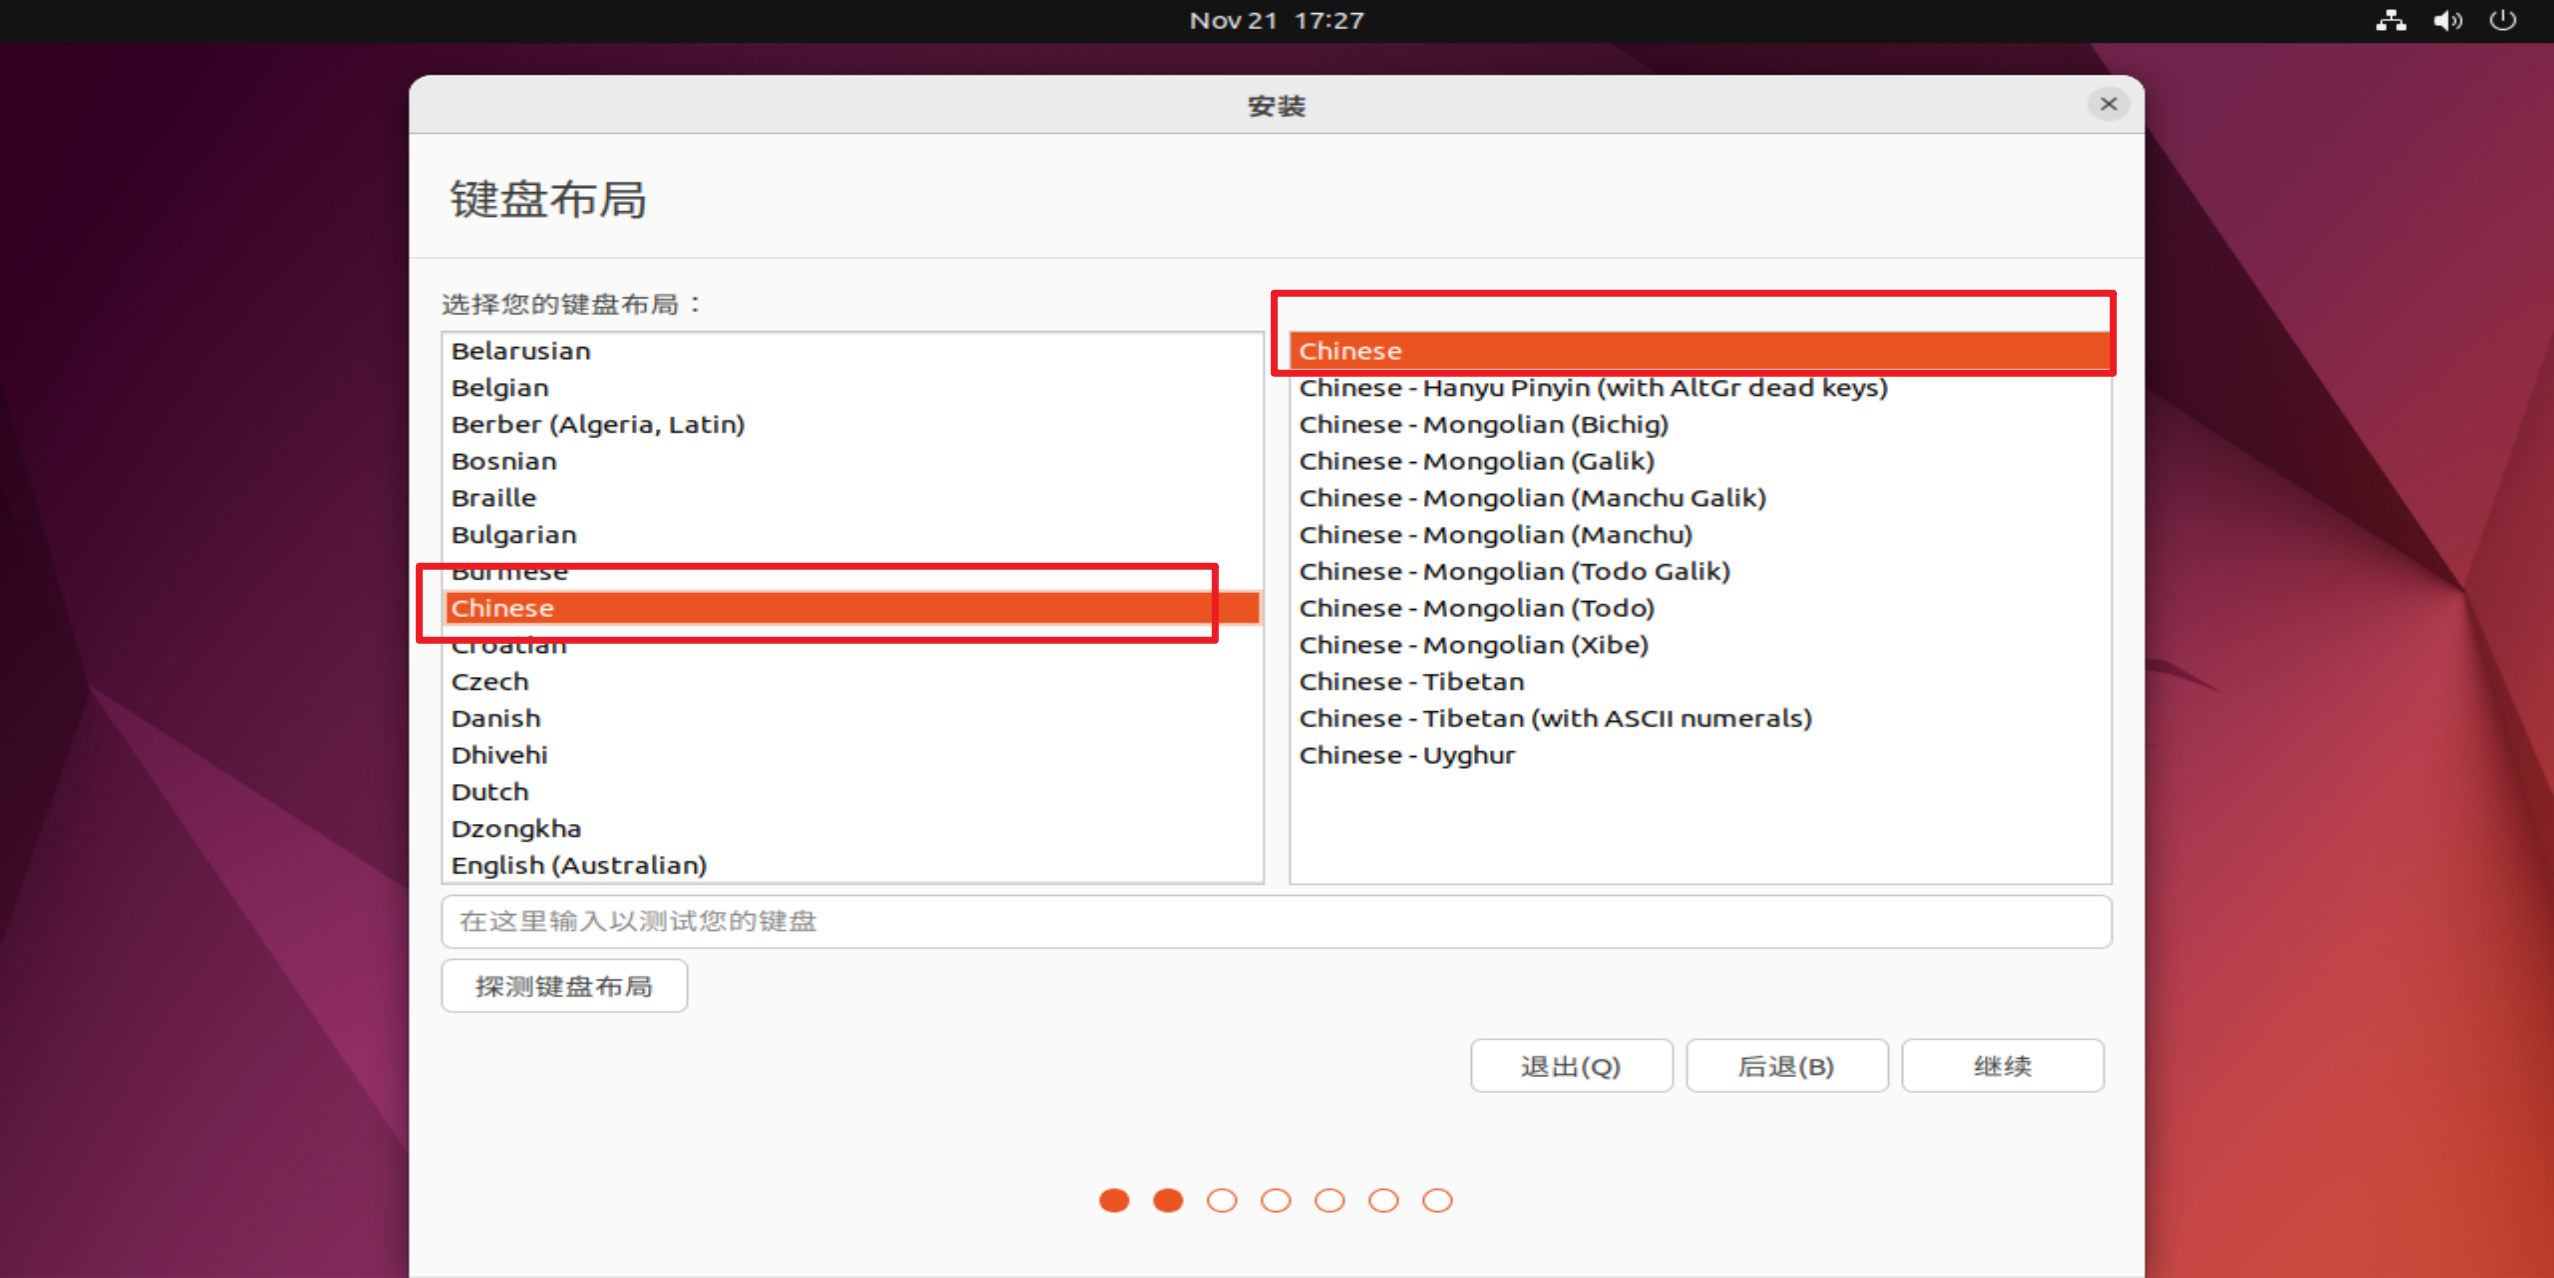 Nov 21 17:27
安装
键盘布局
选择您的键盘布局：
Belarusian
Belgian
Berber (Algeria, Latin)
Bosnian
Braille
Bulgarian
Burmese
Chinese
Croatian
Czech
Danish
Dhivehi
Dutch
Dzongkha
English (Australian)
Chinese
Chinese - Hanyu Pinyin (with AltGr dead keys)
Chinese - Mongolian (Bichig)
Chinese - Mongolian (Galik)
Chinese - Mongolian (Manchu Galik)
Chinese - Mongolian (Manchu)
Chinese - Mongolian (Todo Galik)
Chinese - Mongolian (Todo)
Chinese - Mongolian (Xibe)
Chinese - Tibetan
Chinese - Tibetan (with ASCII numerals)
Chinese - Uyghur
在这里输入以测试您的键盘
探测键盘布局
退出(Q)
后退(B)
继续